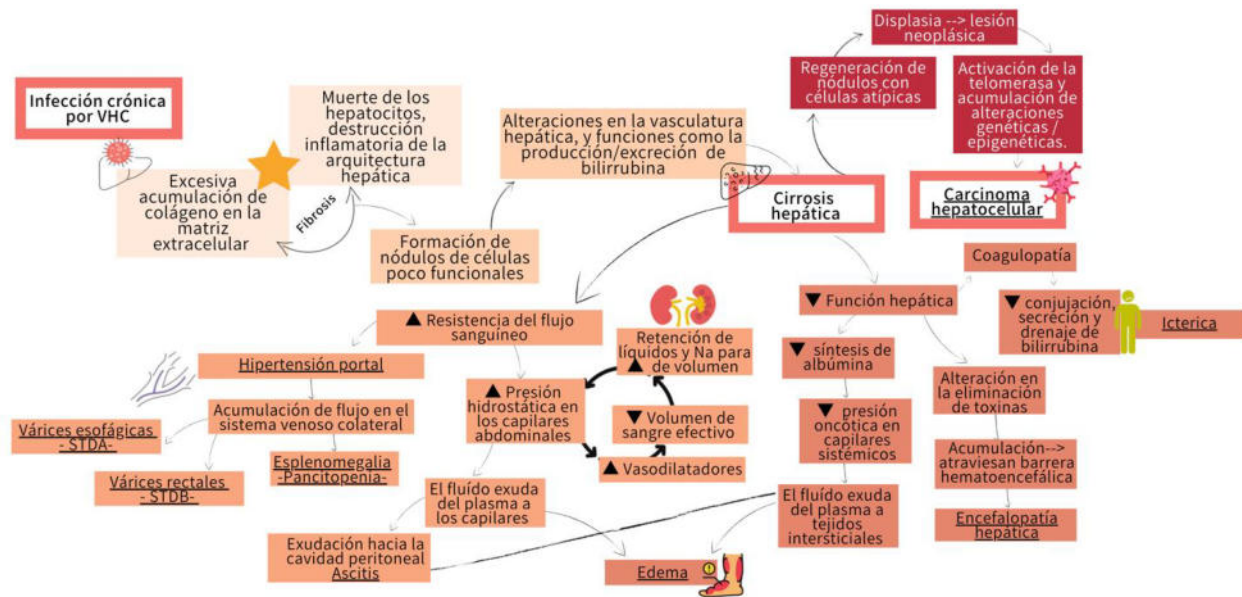 Infección crónica
por VHC
Excesiva
acumulación de
colágeno en la
matriz
extracelular
Fibrosis
Muerte de los
hepatocitos,
destrucción
inflamatoria de la
arquitectura
hepática
Formación de
nódulos de células
poco funcionales
Alteraciones en la vasculatura
hepática, y funciones como la
producción/excreción de
bilirrubina
Cirrosis
hepática
Regeneración de
nódulos con
células atípicas
Displasia --> lesión
neoplásica
Activación de la
telomerasa y
acumulación de
alteraciones
genéticas /
epigenéticas.
Carcinoma
hepatocelular
▲ Resistencia del flujo
sanguíneo
Hipertensión portal
Acumulación de flujo en el
sistema venoso colateral
Várices esofágicas
- STDA-
Várices rectales
- STDB-
Esplenomegalia
-Pancitopenia-
▲ Presión
hidrostática en
los capilares
abdominales
Retención de
líquidos y Na para
▲ de volumen
▼ Volumen de
sangre efectivo
▲ Vasodilatadores
El fluído exuda
del plasma a
los capilares
Exudación hacia la
cavidad peritoneal
Ascitis
Edema
▼ Función hepática
Coagulopatía
▼ conjujación,
secreción y
drenaje de
bilirrubina
Icterica
▼ síntesis de
albúmina
▼ presión
oncótica en
capilares
sistémicos
El fluído exuda
del plasma a
tejidos
intersticiales
Alteración en
la eliminación
de toxinas
Acumulación-->
atraviesan barrera
hematoencefálica
Encefalopatía
hepática